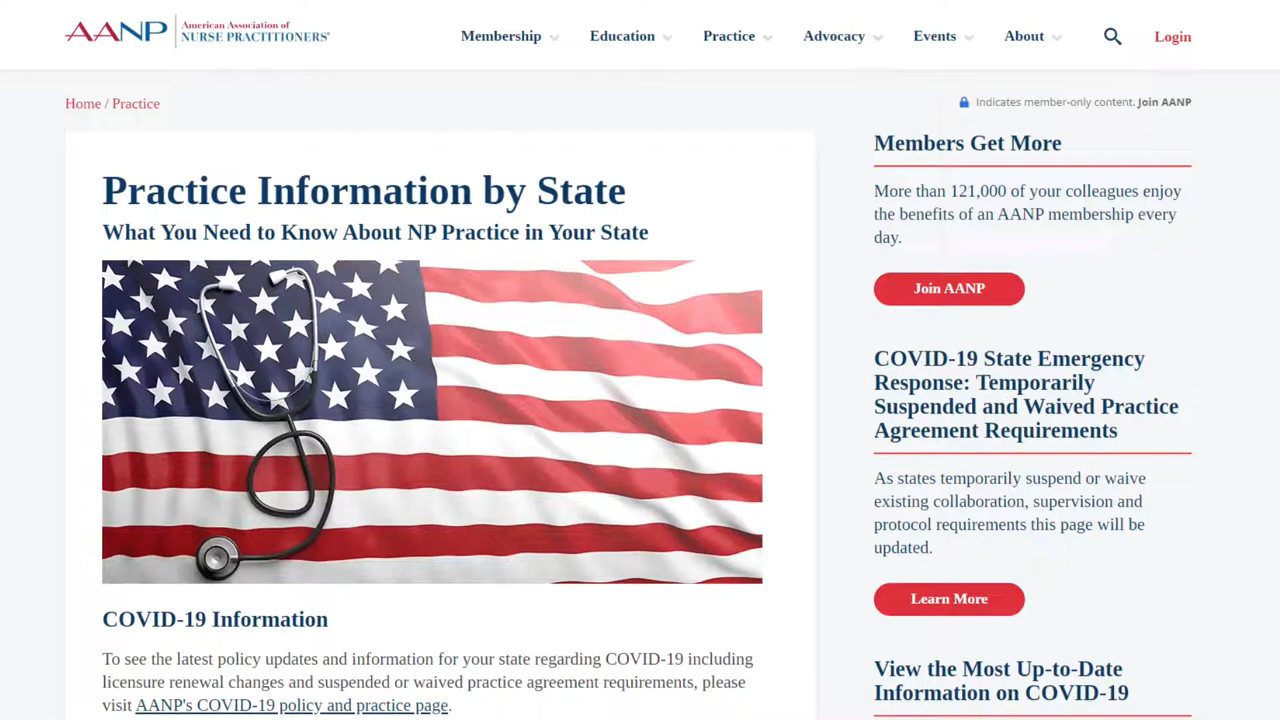 AANP
American Association of
NURSE PRACTITIONERS®
Membership
Education
Practice
Advocacy
Events
About
Login
Home / Practice
Indicates member-only content. Join AANP
Practice Information by State
What You Need to Know About NP Practice in Your State
COVID-19 Information
To see the latest policy updates and information for your state regarding COVID-19 including
licensure renewal changes and suspended or waived practice agreement requirements, please
visit AANP's COVID-19 policy and practice page.
Members Get More
More than 121,000 of your colleagues enjoy
the benefits of an AANP membership every
day.
Join AANP
COVID-19 State Emergency
Response: Temporarily
Suspended and Waived Practice
Agreement Requirements
As states temporarily suspend or waive
existing collaboration, supervision and
protocol requirements this page will be
updated.
Learn More
View the Most Up-to-Date
Information on COVID-19